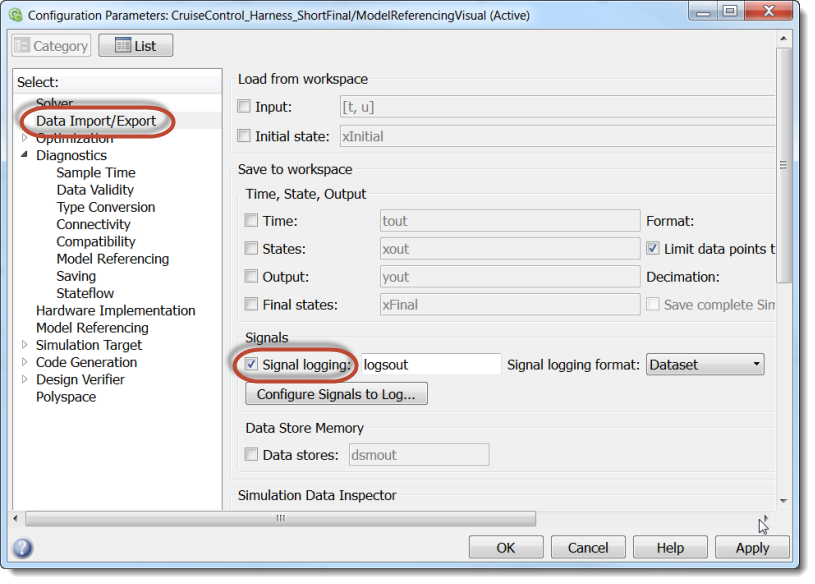 Configuration Parameters: CruiseControl_Harness_ShortFinal/ModelReferencingVisual (Active)
Category
List
Select:
Solver
Data Import/Export
Optimization
Diagnostics
Sample Time
Data Validity
Type Conversion
Connectivity
Compatibility
Model Referencing
Saving
Stateflow
Hardware Implementation
Model Referencing
Simulation Target
Code Generation
Design Verifier
Polyspace
Load from workspace
Input: [t, u]
Initial state: xInitial
Save to workspace
Time, State, Output
Time: tout Format:
States: xout Limit data points t
Output: yout Decimation:
Final states: xFinal Save complete Sim
Signals
Signal logging: logsout Signal logging format: Dataset
Configure Signals to Log...
Data Store Memory
Data stores: dsmout
Simulation Data Inspector
OK Cancel Help Apply